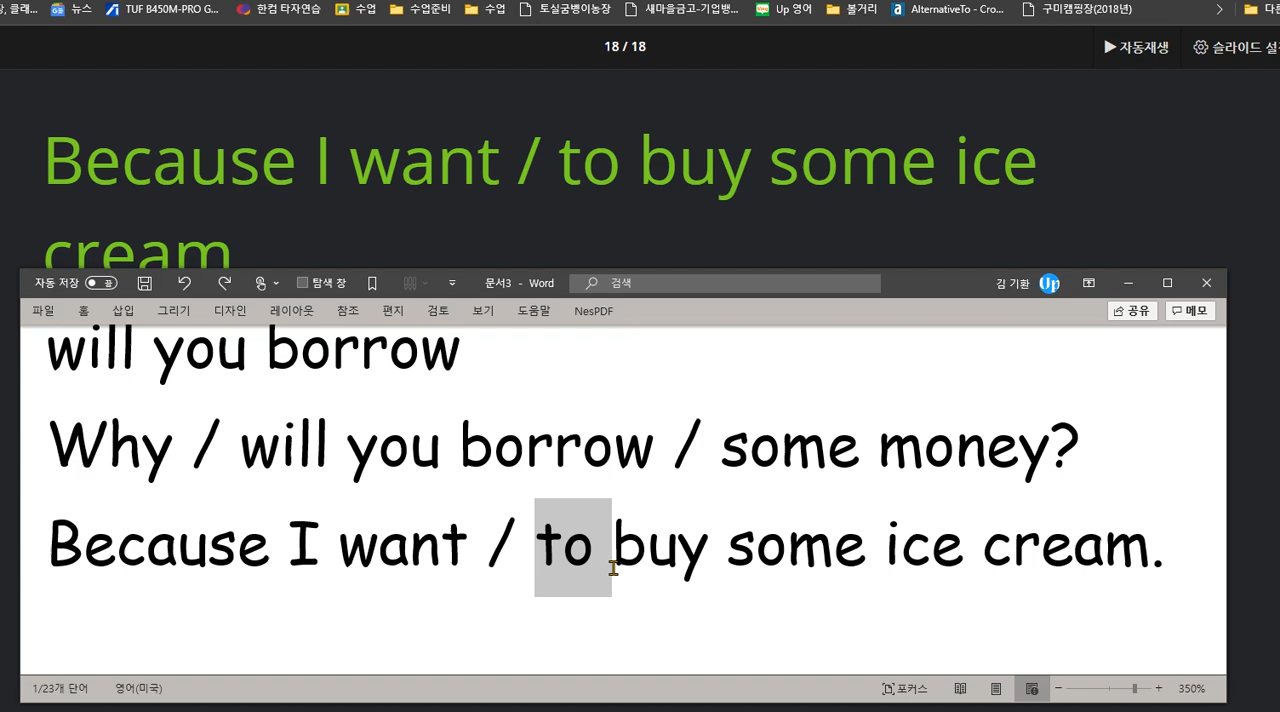 , 클래...
뉴스
TUF B450M-PRO G...
한컴 타자연습
수업
수업준비
수업
토실굼벵이농장
새마을금고-기업뱅...
Up 영어
볼거리
AlternativeTo - Cro...
구미캠핑장(2018년)
18 / 18
자동재생
슬라이드 설
Because I want / to buy some ice
cream
자동 저장
끔
탐색 창
문서3 - Word
검색
김 기환
Up
파일 홈 삽입 그리기 디자인 레이아웃 참조 편지 검토 보기 도움말 NesPDF
공유
메모
will you borrow
Why / will you borrow / some money?
Because I want / to buy some ice cream.
1/23개 단어
영어(미국)
포커스
350%